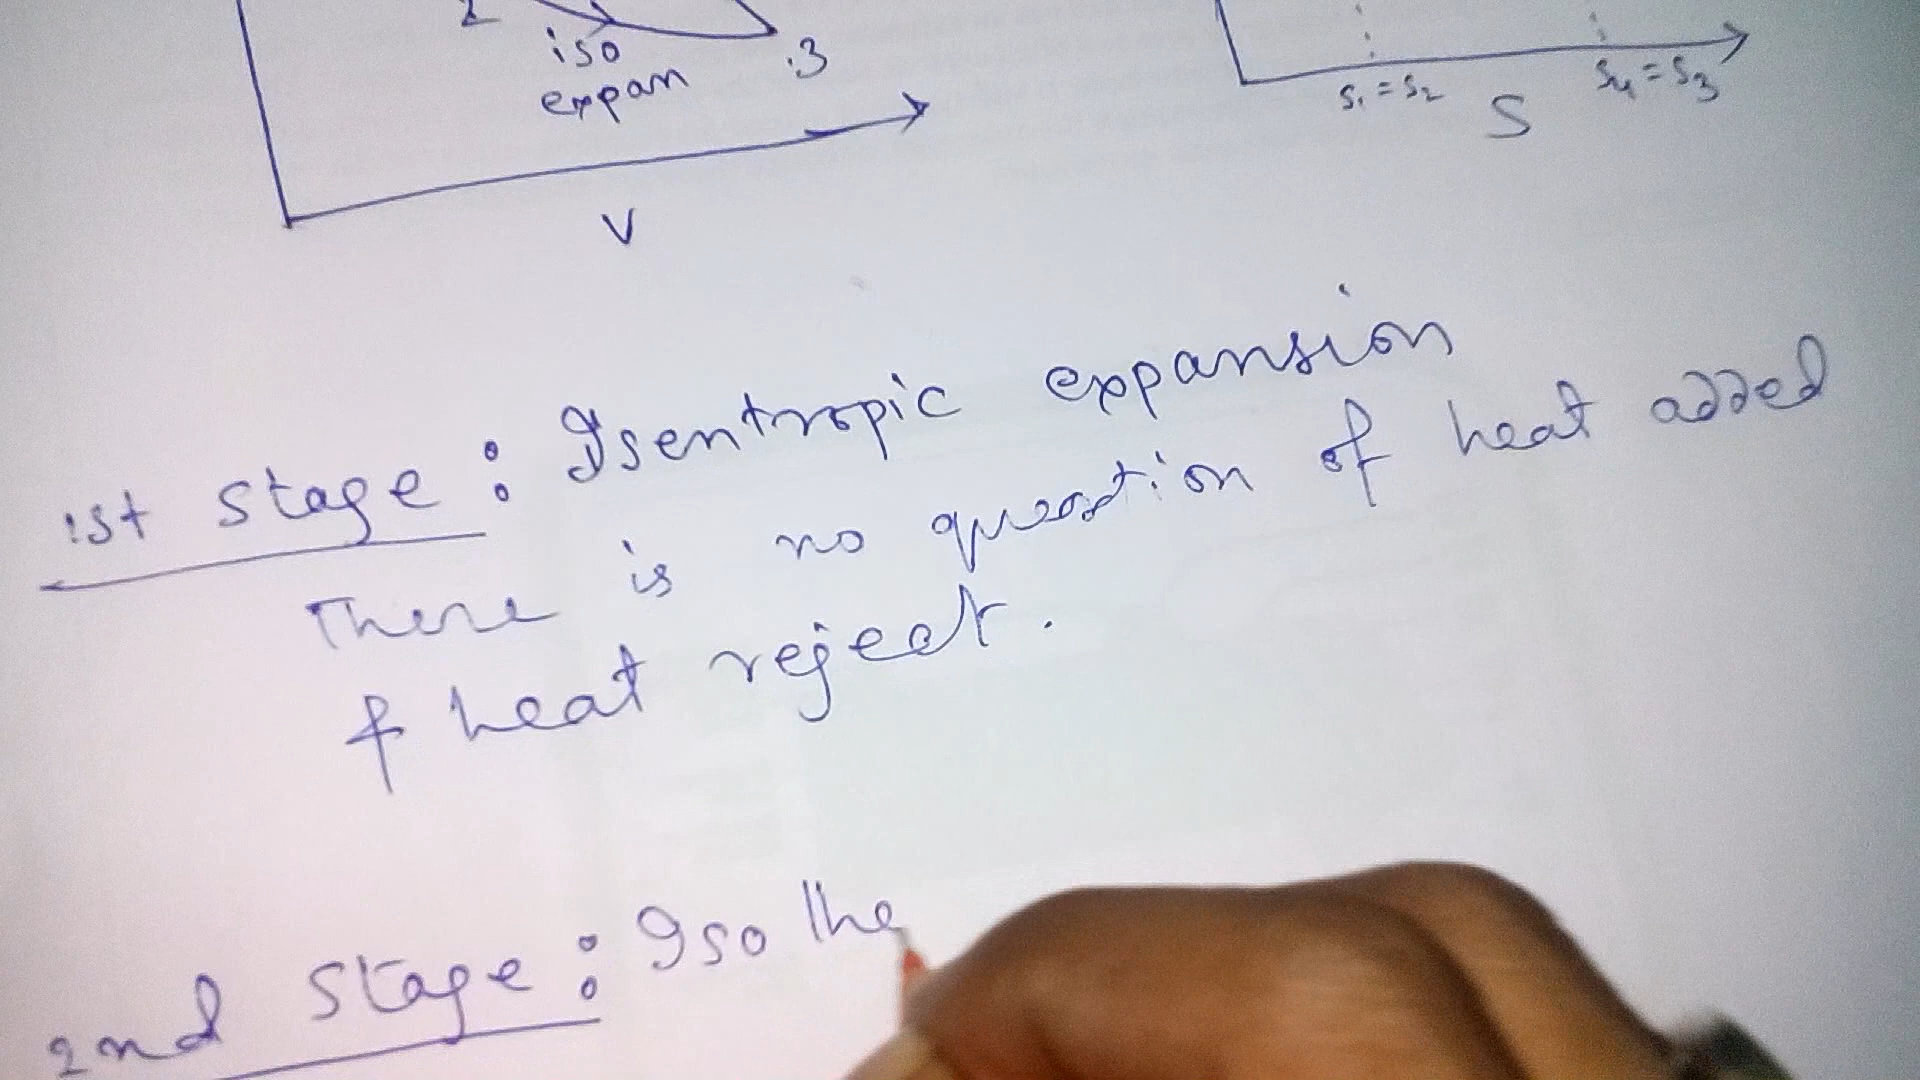 2
iso
expan
.3
V
S1 = S2
S4 = S3
S
1st stage : Isentropic expansion
There is no question of heat added
& heat reject.
2nd stage : Iso the